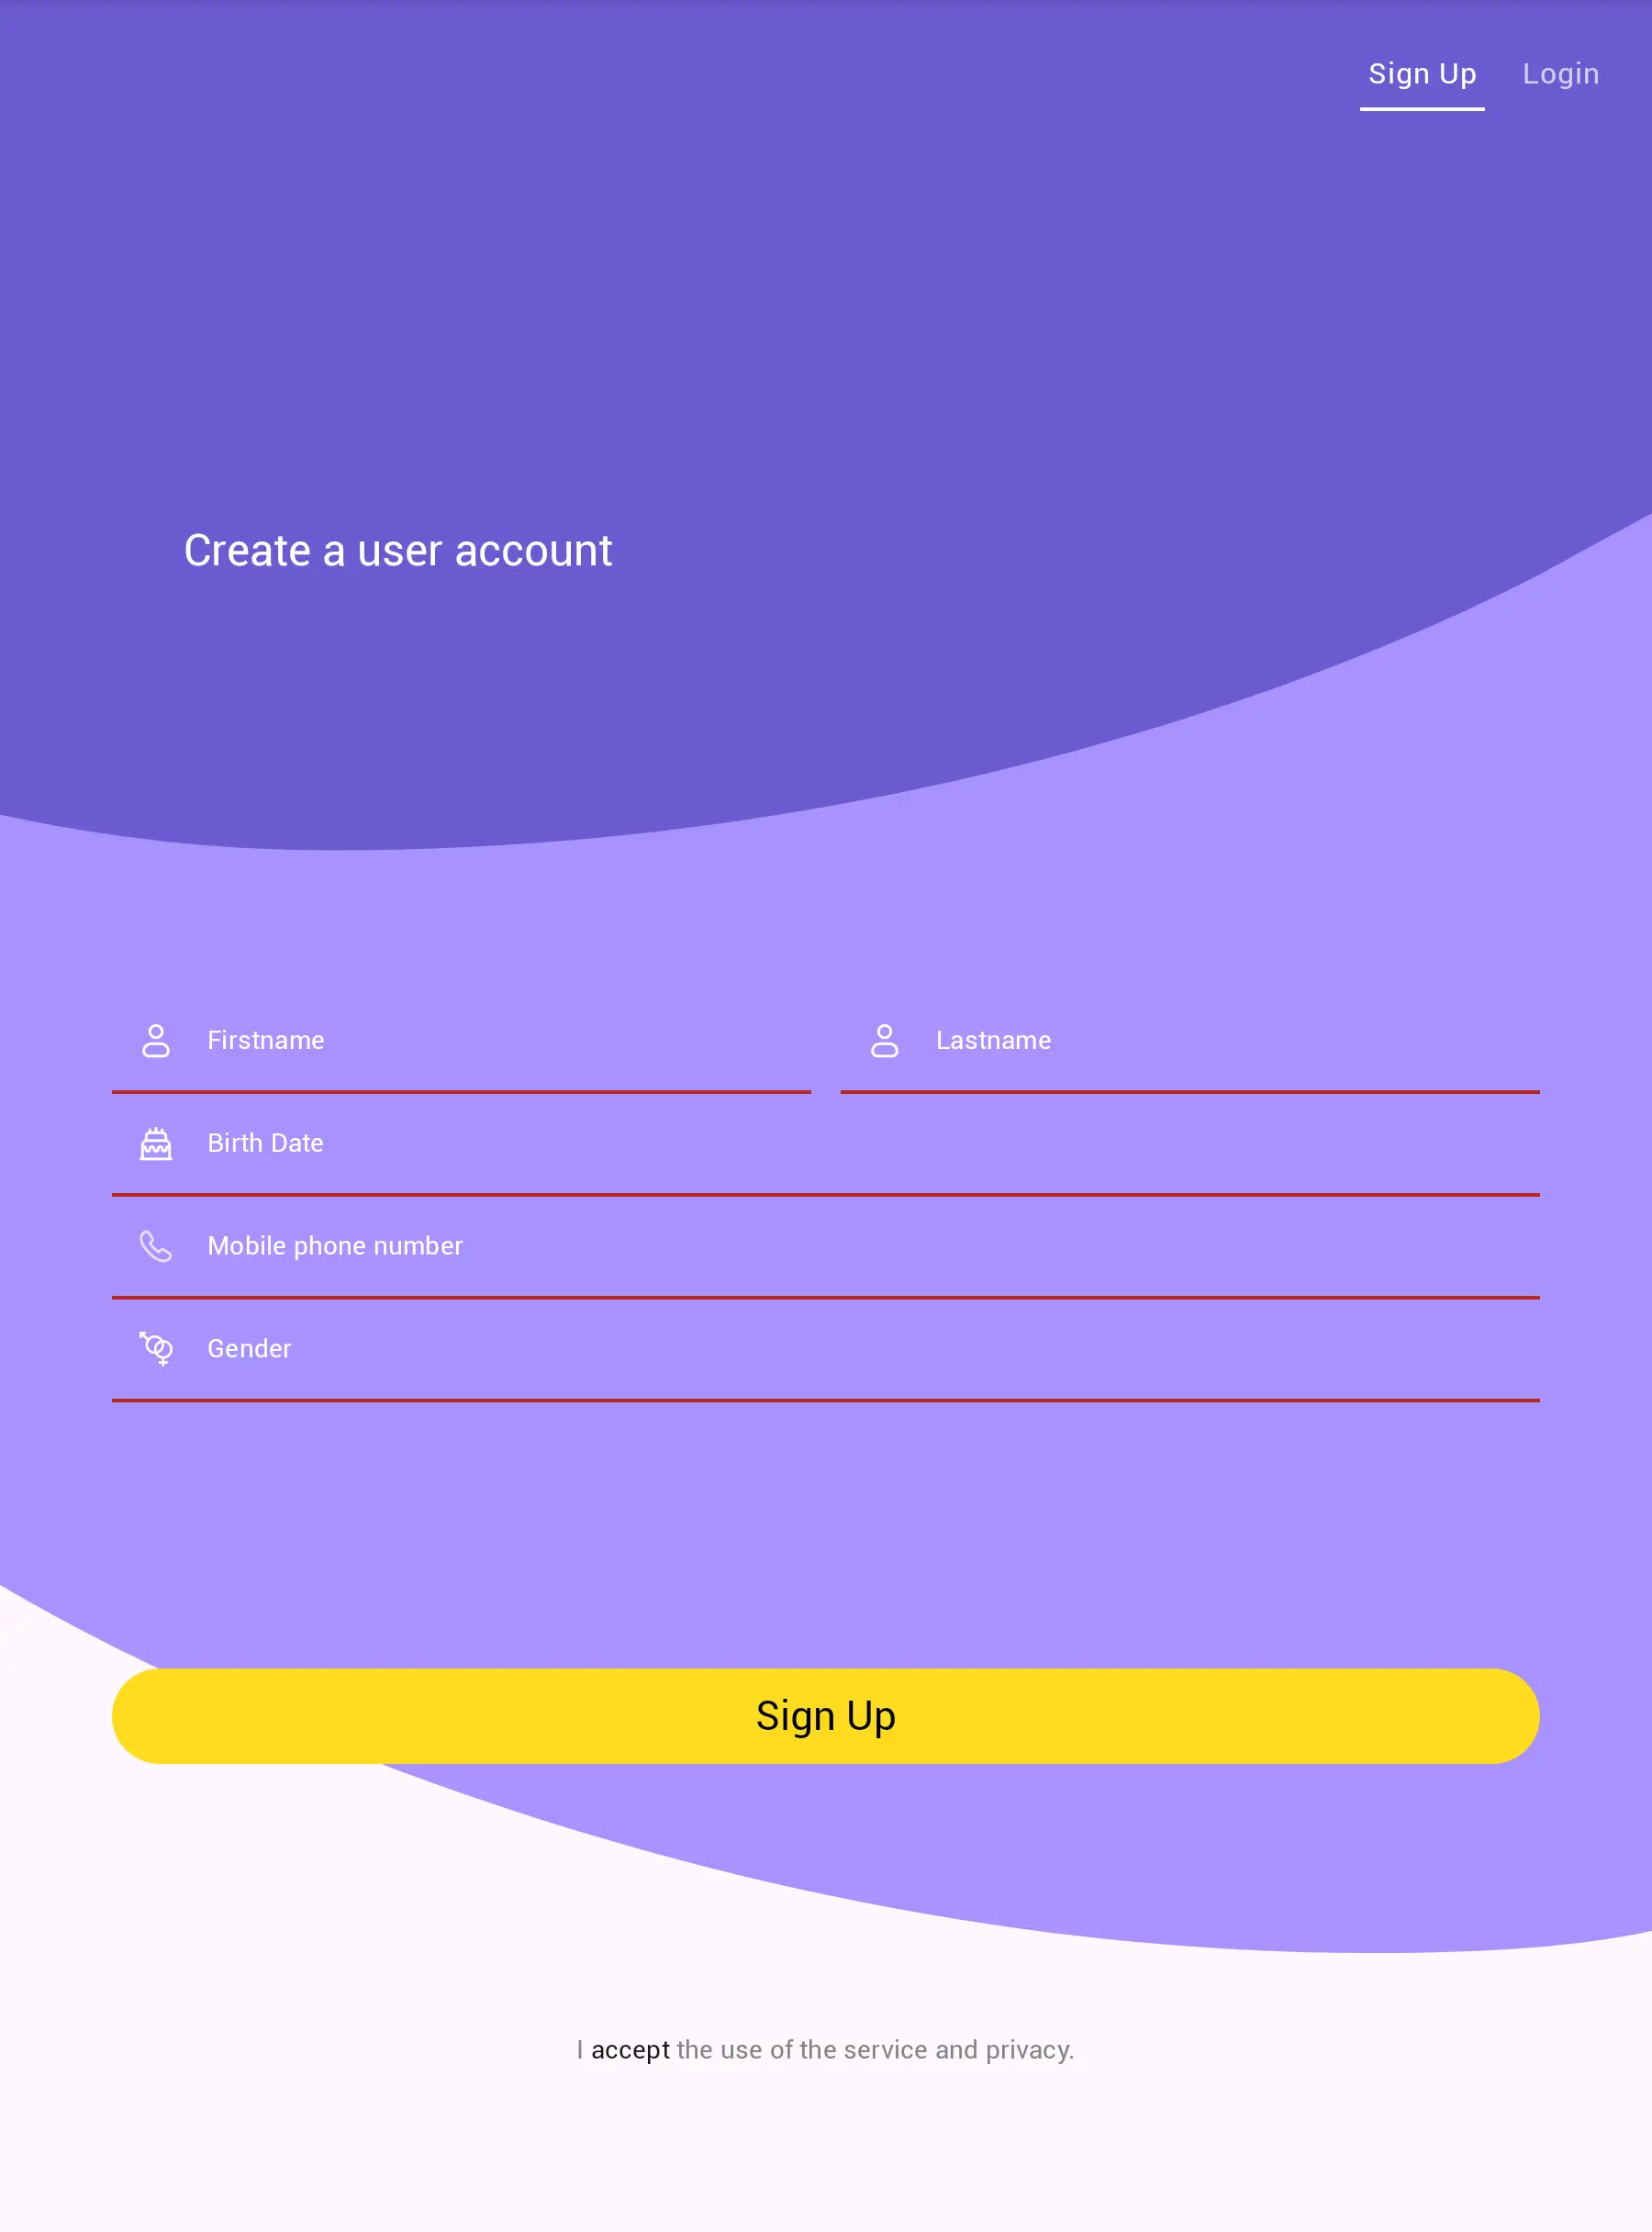 Sign Up Login
Create a user account
Firstname Lastname
Birth Date
Mobile phone number
Gender
Sign Up
I accept the use of the service and privacy.